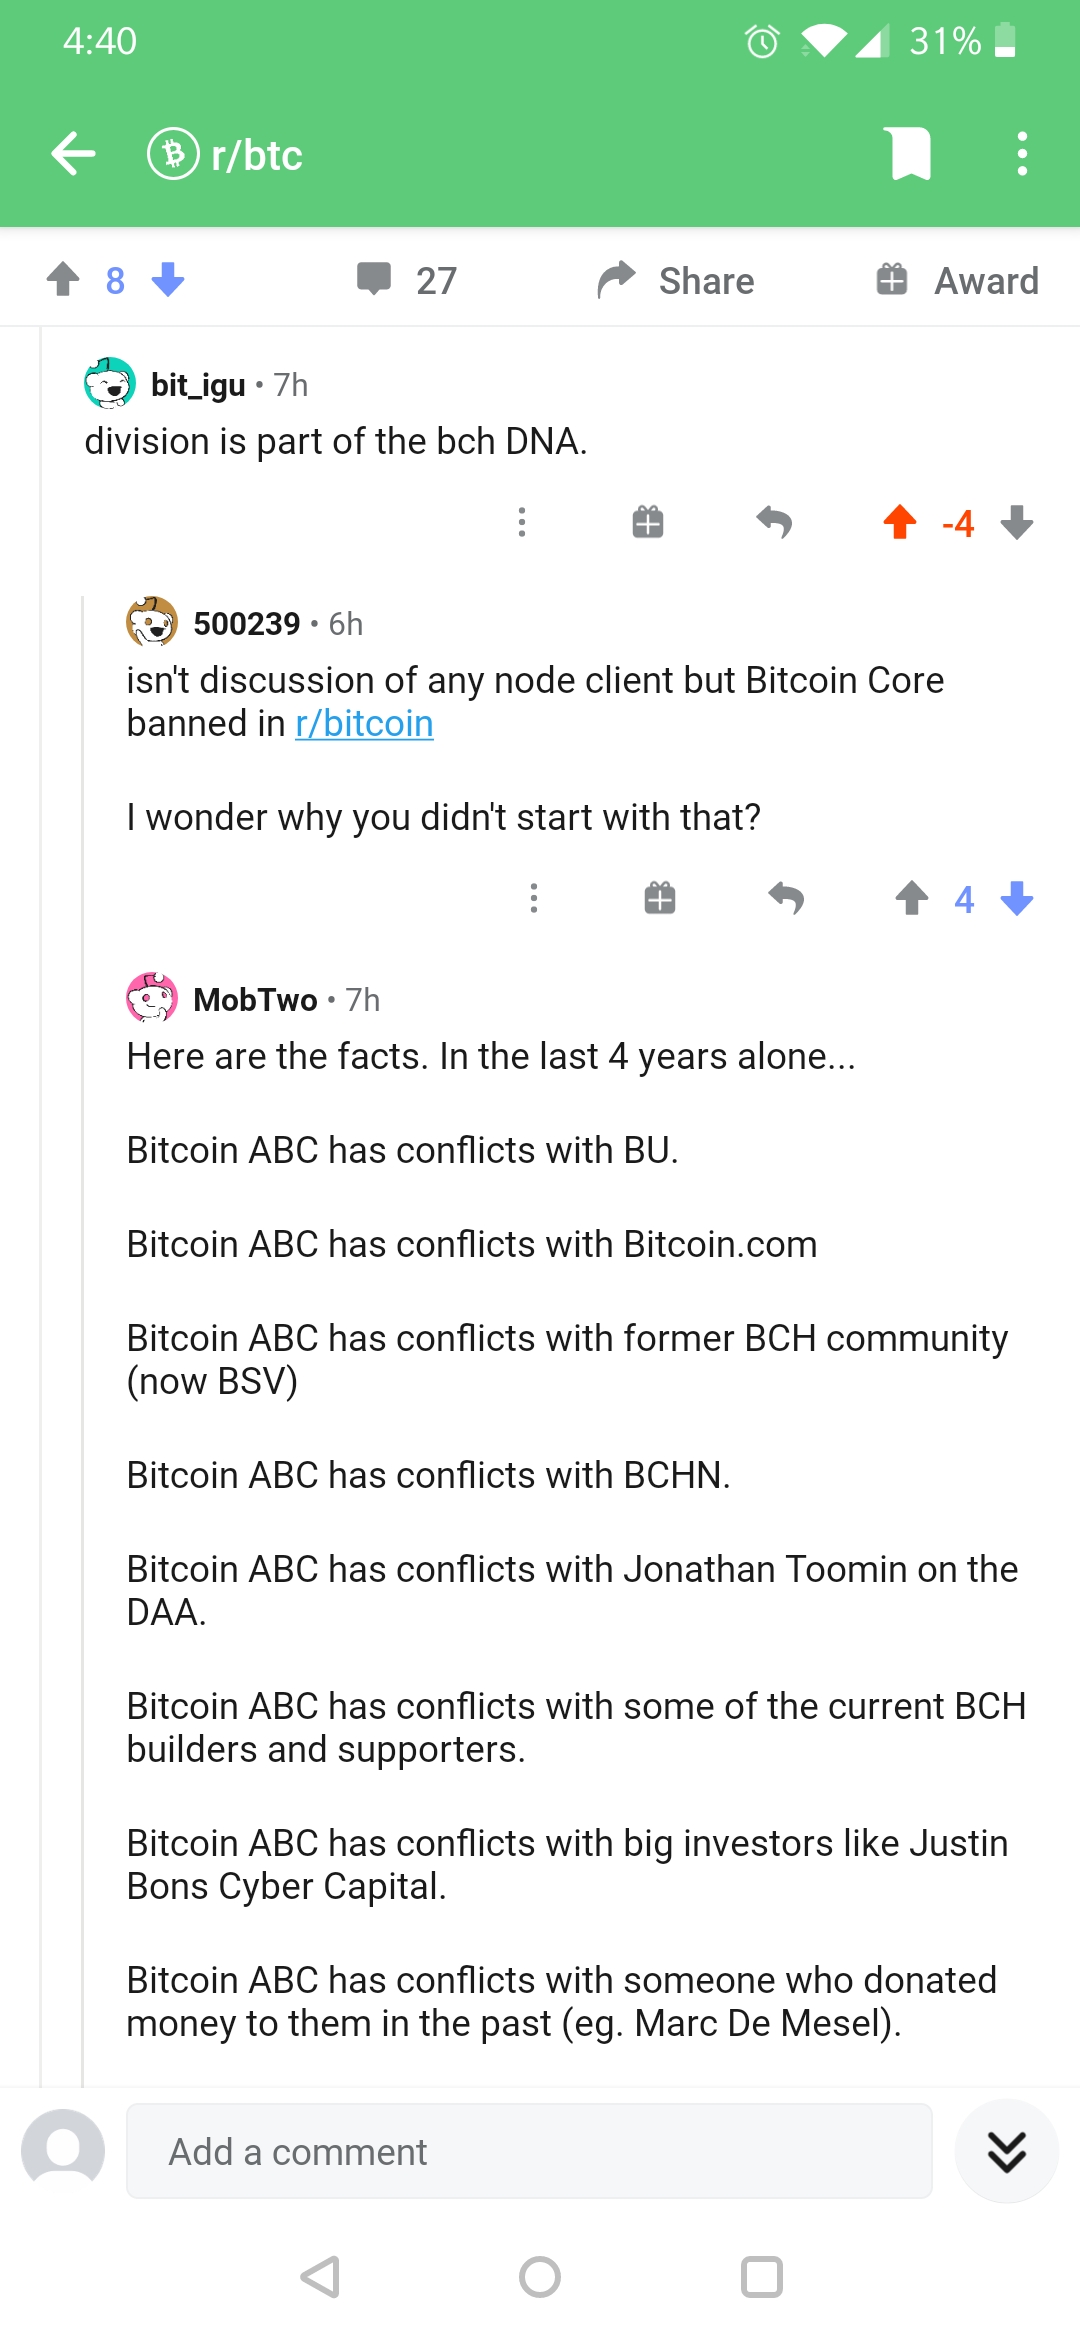 4:40
31%
r/btc
8
27
Share
Award
bit_igu • 7h
division is part of the bch DNA.
-4
500239 • 6h
isn't discussion of any node client but Bitcoin Core
banned in r/bitcoin
I wonder why you didn't start with that?
4
MobTwo • 7h
Here are the facts. In the last 4 years alone...
Bitcoin ABC has conflicts with BU.
Bitcoin ABC has conflicts with Bitcoin.com
Bitcoin ABC has conflicts with former BCH community
(now BSV)
Bitcoin ABC has conflicts with BCHN.
Bitcoin ABC has conflicts with Jonathan Toomin on the
DAA.
Bitcoin ABC has conflicts with some of the current BCH
builders and supporters.
Bitcoin ABC has conflicts with big investors like Justin
Bons Cyber Capital.
Bitcoin ABC has conflicts with someone who donated
money to them in the past (eg. Marc De Mesel).
Add a comment